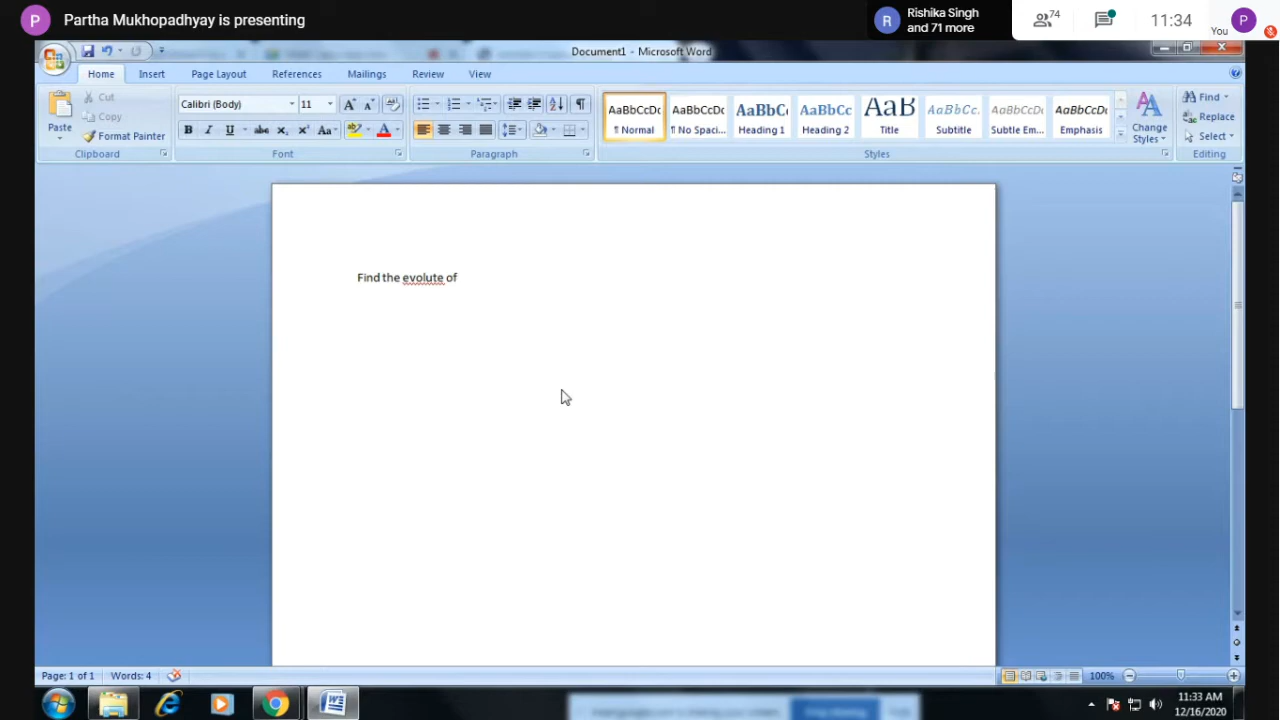 P Partha Mukhopadhyay is presenting
R Rishika Singh and 71 more
74
11:34
You
P
Document1 - Microsoft Word
Home Insert Page Layout References Mailings Review View
Paste
Cut
Copy
Format Painter
Clipboard
Calibri (Body) 11
Font
Paragraph
AaBbCcDc AaBbCcDc AaBbCc AaBbCc AaB AaBbCc. AaBbCcDc AaBbCcDc
¶ Normal ¶ No Spaci... Heading 1 Heading 2 Title Subtitle Subtle Em... Emphasis
Change Styles
Styles
Find
Replace
Select
Editing
Find the evolute of
Page: 1 of 1 Words: 4
100%
11:33 AM
12/16/2020